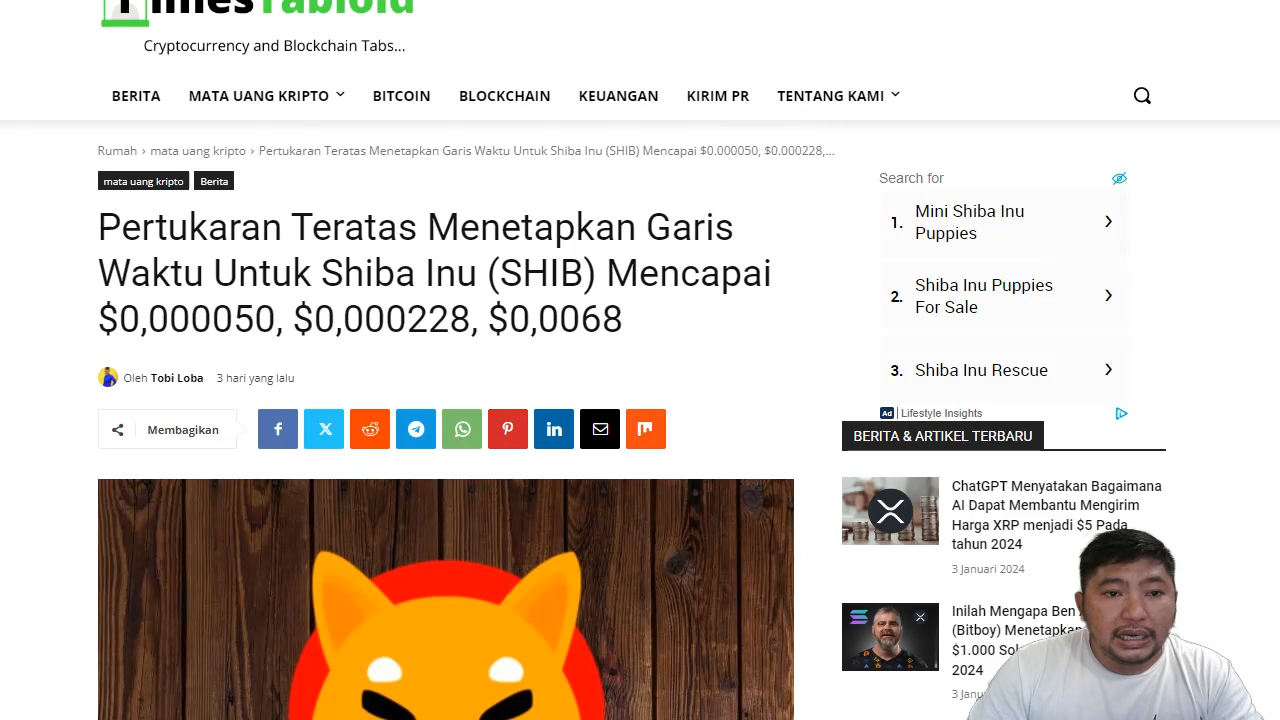 TimesTabloid
Cryptocurrency and Blockchain Tabs...
BERITA
MATA UANG KRIPTO
BITCOIN
BLOCKCHAIN
KEUANGAN
KIRIM PR
TENTANG KAMI
Rumah › mata uang kripto › Pertukaran Teratas Menetapkan Garis Waktu Untuk Shiba Inu (SHIB) Mencapai $0.000050, $0.000228,...
mata uang kripto
Berita
Pertukaran Teratas Menetapkan Garis
Waktu Untuk Shiba Inu (SHIB) Mencapai
$0,000050, $0,000228, $0,0068
Oleh Tobi Loba 3 hari yang lalu
Membagikan
Search for
1. Mini Shiba Inu
Puppies
2. Shiba Inu Puppies
For Sale
3. Shiba Inu Rescue
Ad Lifestyle Insights
BERITA & ARTIKEL TERBARU
ChatGPT Menyatakan Bagaimana
AI Dapat Membantu Mengirim
Harga XRP menjadi $5 Pada
tahun 2024
3 Januari 2024
Inilah Mengapa Ben
(Bitboy) Menetapkan
$1.000
2024
3